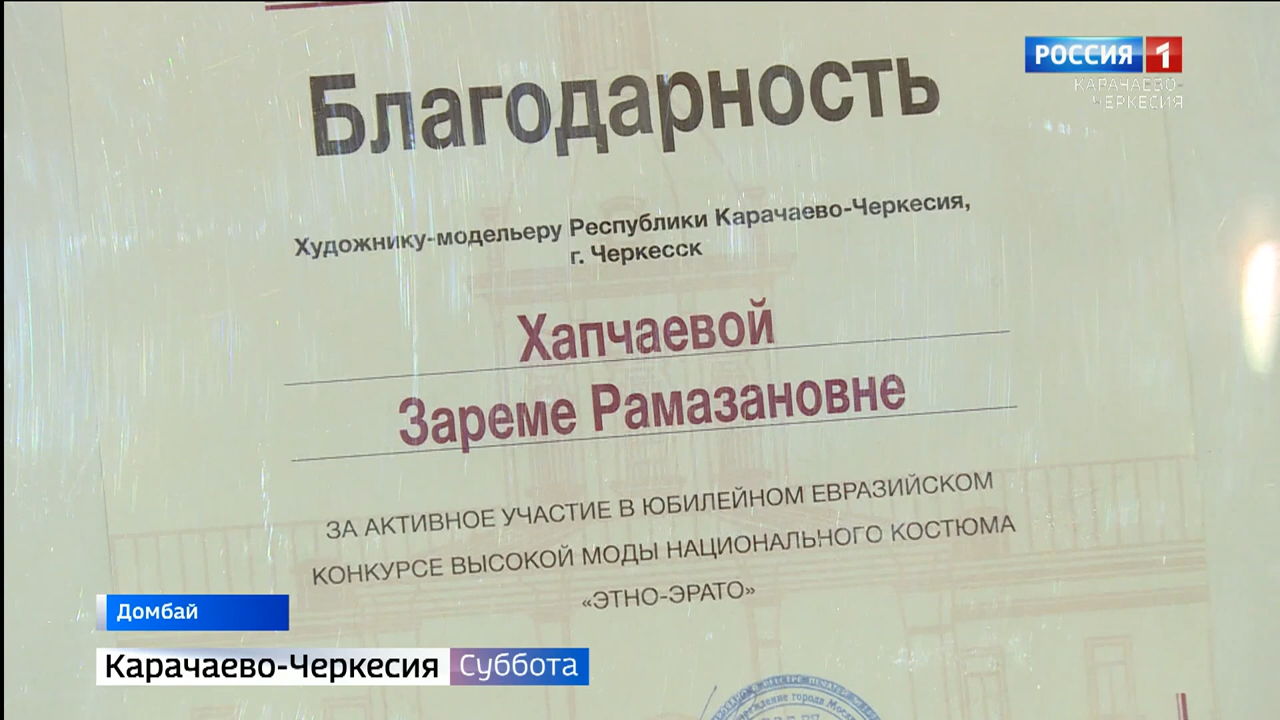 РОССИЯ 1
КАРАЧАЕВО-
ЧЕРКЕСИЯ
Благодарность
Художнику-модельеру Республики Карачаево-Черкесия,
г. Черкесск
Хапчаевой
Зареме Рамазановне
ЗА АКТИВНОЕ УЧАСТИЕ В ЮБИЛЕЙНОМ ЕВРАЗИЙСКОМ
КОНКУРСЕ ВЫСОКОЙ МОДЫ НАЦИОНАЛЬНОГО КОСТЮМА
«ЭТНО-ЭРАТО»
Домбай
Карачаево-Черкесия Суббота
города